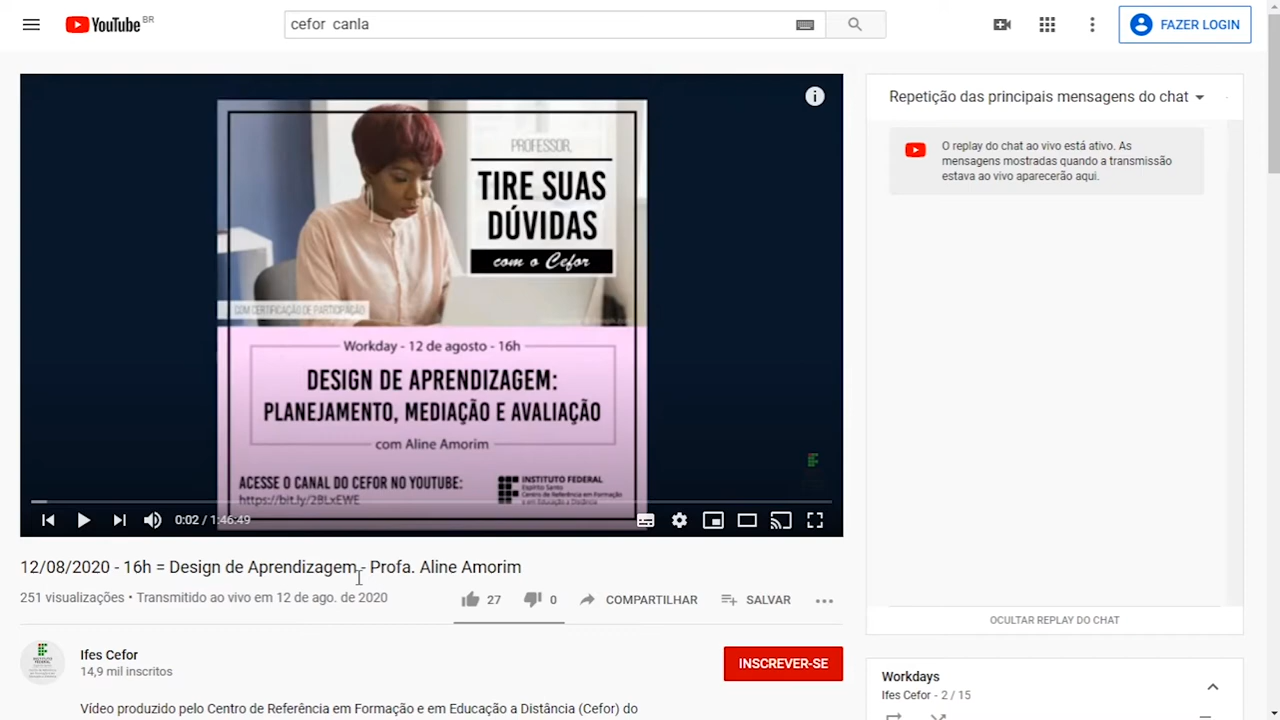 YouTube BR
cefor canla
FAZER LOGIN
PROFESSOR,
TIRE SUAS
DÚVIDAS
com o Cefor
COM CERTIFICAÇÃO DE PARTICIPAÇÃO
Workday - 12 de agosto - 16h
DESIGN DE APRENDIZAGEM:
PLANEJAMENTO, MEDIAÇÃO E AVALIAÇÃO
com Aline Amorim
ACESSE O CANAL DO CEFOR NO YOUTUBE:
https://bit.ly/2BLxEWE
INSTITUTO FEDERAL
Espírito Santo
Centro de Referência em Formação
e em Educação a Distância
0:02 / 1:46:49
12/08/2020 - 16h = Design de Aprendizagem - Profa. Aline Amorim
251 visualizações • Transmitido ao vivo em 12 de ago. de 2020
27
0
COMPARTILHAR
SALVAR
Ifes Cefor
14,9 mil inscritos
INSCREVER-SE
Vídeo produzido pelo Centro de Referência em Formação e em Educação a Distância (Cefor) do
Repetição das principais mensagens do chat
O replay do chat ao vivo está ativo. As
mensagens mostradas quando a transmissão
estava ao vivo aparecerão aqui.
OCULTAR REPLAY DO CHAT
Workdays
Ifes Cefor - 2 / 15